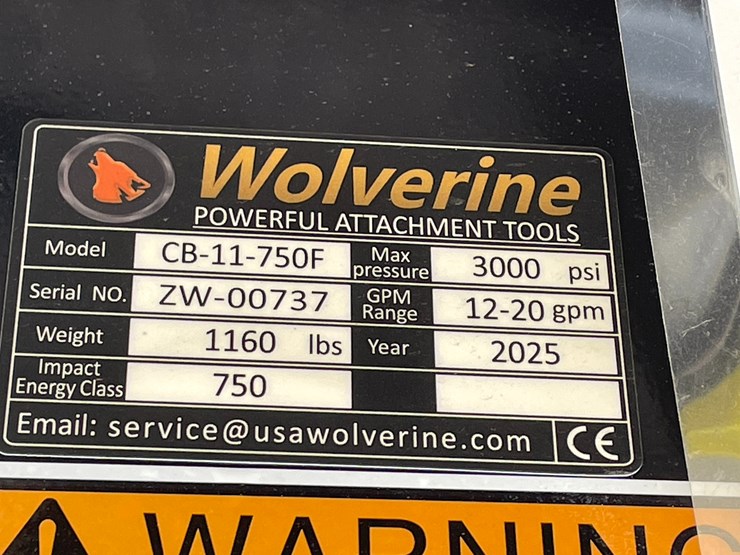 Wolverine
POWERFUL ATTACHMENT TOOLS
Model CB-11-750F Max pressure 3000 psi
Serial NO. ZW-00737 GPM Range 12-20 gpm
Weight 1160 lbs Year 2025
Impact Energy Class 750
Email: service@usawolverine.com CE
WARNING